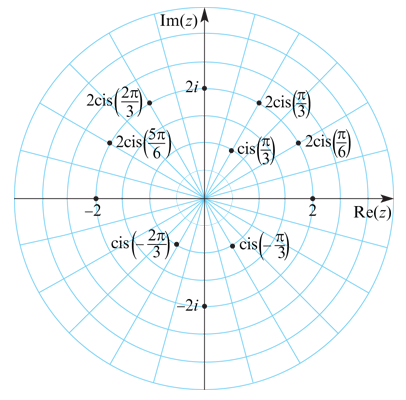 Im(z)
2i
2cis(2π/3)
2cis(π/3)
2cis(5π/6)
cis(π/3)
2cis(π/6)
−2
2
Re(z)
cis(−2π/3)
cis(−π/3)
−2i